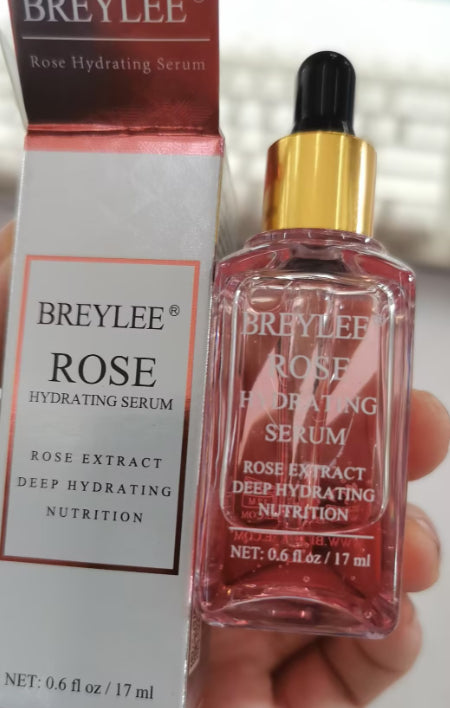 BREYLEE®
Rose Hydrating Serum
BREYLEE®
ROSE
HYDRATING SERUM
ROSE EXTRACT
DEEP HYDRATING
NUTRITION
NET: 0.6 fl oz / 17 ml
BREYLEE®
ROSE
HYDRATING
SERUM
ROSE EXTRACT
DEEP HYDRATING
NUTRITION
NET: 0.6 fl oz / 17 ml